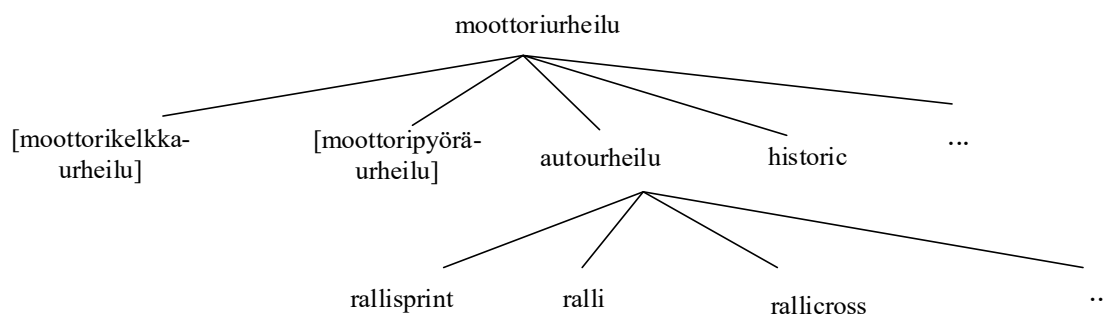 moottoriurheilu
[moottorikelkka-
urheilu]
[moottoripyörä-
urheilu]
autourheilu
historic
...
rallisprint
ralli
rallicross
..